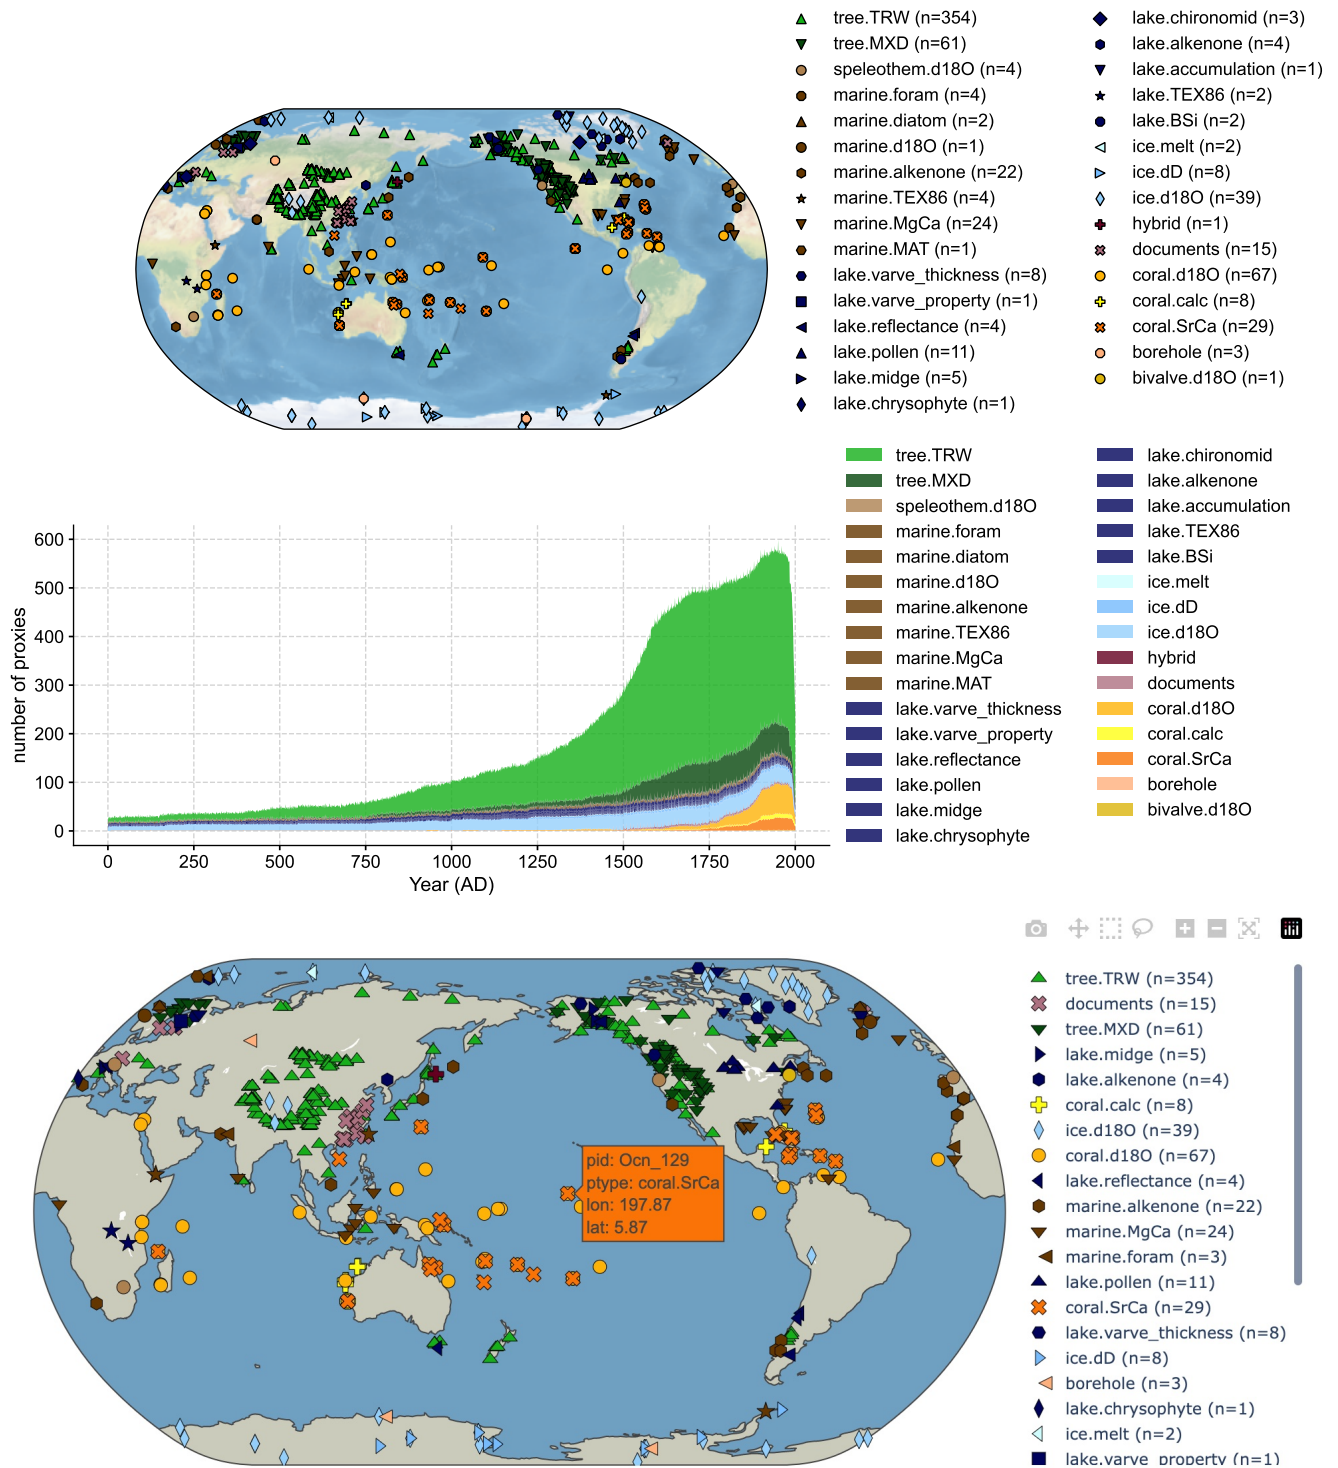 tree.TRW (n=354)
tree.MXD (n=61)
speleothem.d18O (n=4)
marine.foram (n=4)
marine.diatom (n=2)
marine.d18O (n=1)
marine.alkenone (n=22)
marine.TEX86 (n=4)
marine.MgCa (n=24)
marine.MAT (n=1)
lake.varve_thickness (n=8)
lake.varve_property (n=1)
lake.reflectance (n=4)
lake.pollen (n=11)
lake.midge (n=5)
lake.chrysophyte (n=1)
lake.chironomid (n=3)
lake.alkenone (n=4)
lake.accumulation (n=1)
lake.TEX86 (n=2)
lake.BSi (n=2)
ice.melt (n=2)
ice.dD (n=8)
ice.d18O (n=39)
hybrid (n=1)
documents (n=15)
coral.d18O (n=67)
coral.calc (n=8)
coral.SrCa (n=29)
borehole (n=3)
bivalve.d18O (n=1)
number of proxies
600
500
400
300
200
100
0
0 250 500 750 1000 1250 1500 1750 2000
Year (AD)
tree.TRW
tree.MXD
speleothem.d18O
marine.foram
marine.diatom
marine.d18O
marine.alkenone
marine.TEX86
marine.MgCa
marine.MAT
lake.varve_thickness
lake.varve_property
lake.reflectance
lake.pollen
lake.midge
lake.chrysophyte
lake.chironomid
lake.alkenone
lake.accumulation
lake.TEX86
lake.BSi
ice.melt
ice.dD
ice.d18O
hybrid
documents
coral.d18O
coral.calc
coral.SrCa
borehole
bivalve.d18O
pid: Ocn_129
ptype: coral.SrCa
lon: 197.87
lat: 5.87
tree.TRW (n=354)
documents (n=15)
tree.MXD (n=61)
lake.midge (n=5)
lake.alkenone (n=4)
coral.calc (n=8)
ice.d18O (n=39)
coral.d18O (n=67)
lake.reflectance (n=4)
marine.alkenone (n=22)
marine.MgCa (n=24)
marine.foram (n=3)
lake.pollen (n=11)
coral.SrCa (n=29)
lake.varve_thickness (n=8)
ice.dD (n=8)
borehole (n=3)
lake.chrysophyte (n=1)
ice.melt (n=2)
lake.varve_property (n=1)